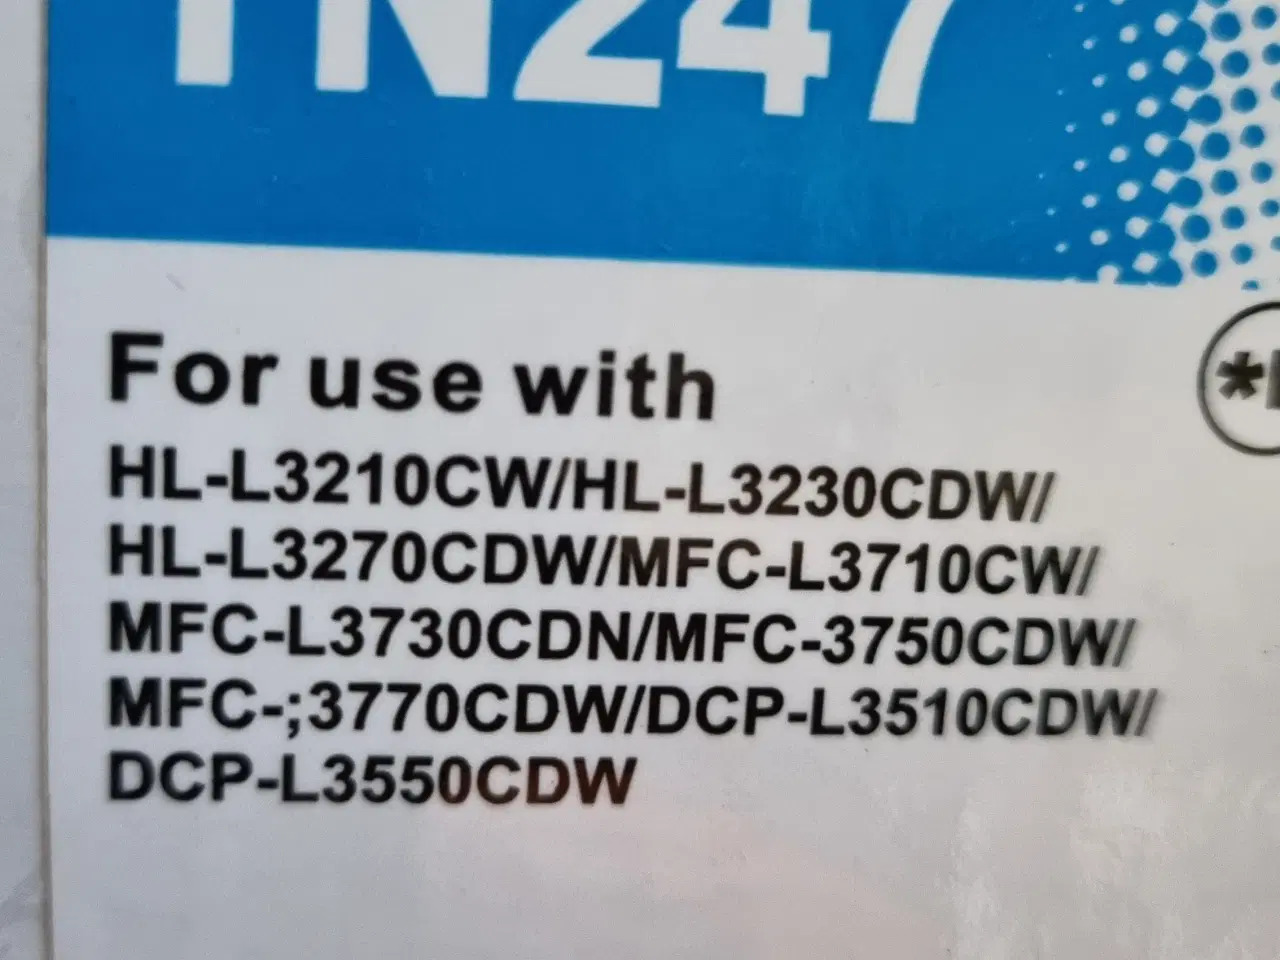 TN247
For use with
HL-L3210CW/HL-L3230CDW/
HL-L3270CDW/MFC-L3710CW/
MFC-L3730CDN/MFC-3750CDW/
MFC-;3770CDW/DCP-L3510CDW/
DCP-L3550CDW